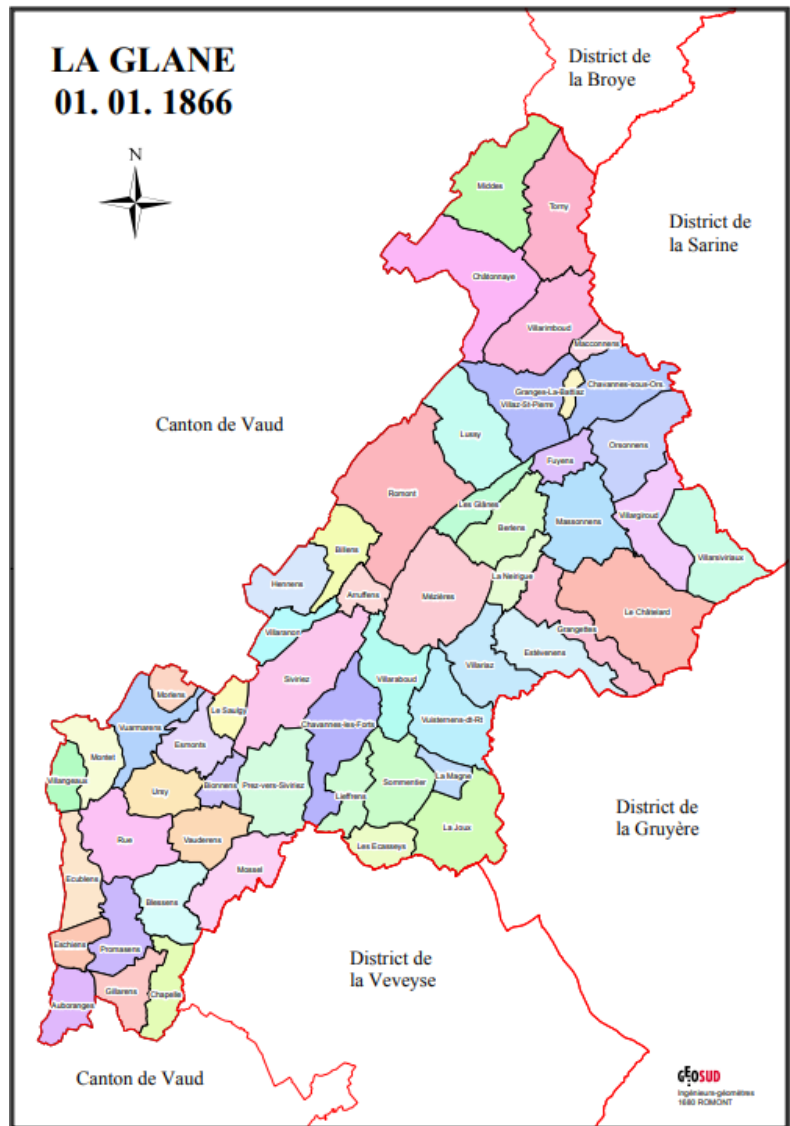 LA GLANE
01. 01. 1866
N
District de
la Broye
District de
la Sarine
Canton de Vaud
District de
la Gruyère
District de
la Veveyse
Canton de Vaud
Middes
Torny
Châtonnaye
Villarimboud
Macconnens
Granges-La-Battiaz
Chavannes-sous-Ors
Villaz-St-Pierre
Lussy
Orsonnens
Fuyens
Romont
Les Glânes
Berlens
Massonnens
Villargiroud
Villarsiviriaux
Billens
La Neirigue
Hennens
Arruffens
Mézières
Le Châtelard
Grangettes
Villaranon
Estévenens
Villariaz
Siviriez
Villaraboud
Morlens
Le Saulgy
Vuarmarens
Chavannes-les-Forts
Vuisternens-dt-Rt
Esmonts
Montet
Villangeaux
Ursy
Bionnens
Prez-vers-Siviriez
Lieffrens
Sommentier
La Magne
La Joux
Rue
Vauderens
Les Ecasseys
Mossel
Ecublens
Blessens
Eschiens
Promasens
Auboranges
Gillarens
Chapelle
GEOSUD
Ingénieurs-géomètres
1680 ROMONT